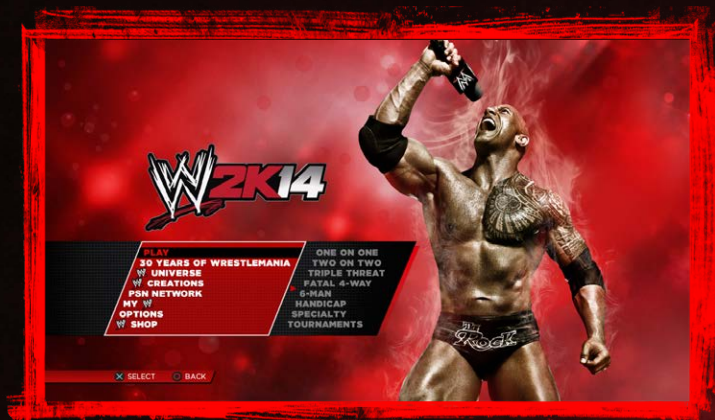 W 2K14
PLAY
30 YEARS OF WRESTLEMANIA
W UNIVERSE
W CREATIONS
PSN NETWORK
MY W
OPTIONS
W SHOP
ONE ON ONE
TWO ON TWO
TRIPLE THREAT
FATAL 4-WAY
6-MAN
HANDICAP
SPECIALTY
TOURNAMENTS
ROCK
X SELECT O BACK